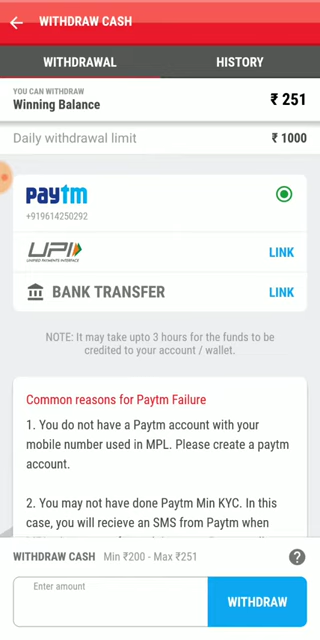 WITHDRAW CASH
WITHDRAWAL HISTORY
YOU CAN WITHDRAW
Winning Balance ₹ 251
Daily withdrawal limit ₹ 1000
paytm
+919614250292
UPI LINK
UNIFIED PAYMENTS INTERFACE
BANK TRANSFER LINK
NOTE: It may take upto 3 hours for the funds to be
credited to your account / wallet.
Common reasons for Paytm Failure
1. You do not have a Paytm account with your
mobile number used in MPL. Please create a paytm
account.
2. You may not have done Paytm Min KYC. In this
case, you will recieve an SMS from Paytm when
WITHDRAW CASH Min ₹200 - Max ₹251 ?
Enter amount
WITHDRAW